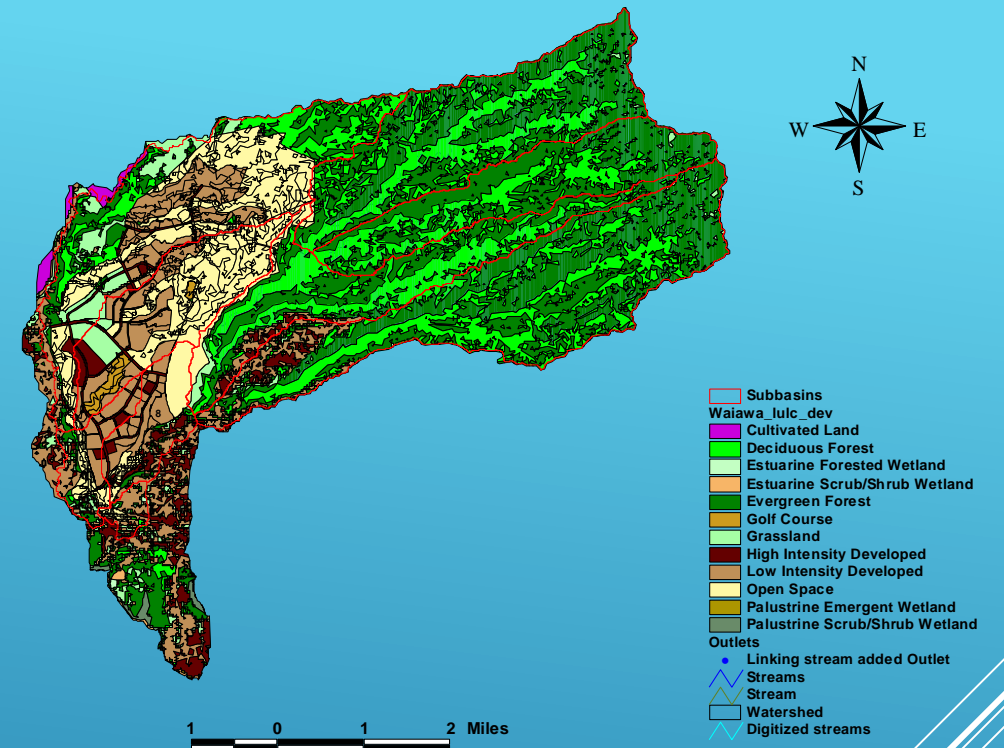 N
W E
S
Subbasins
Waiawa_lulc_dev
Cultivated Land
Deciduous Forest
Estuarine Forested Wetland
Estuarine Scrub/Shrub Wetland
Evergreen Forest
Golf Course
Grassland
High Intensity Developed
Low Intensity Developed
Open Space
Palustrine Emergent Wetland
Palustrine Scrub/Shrub Wetland
Outlets
Linking stream added Outlet
Streams
Stream
Watershed
Digitized streams
8
1 0 1 2 Miles